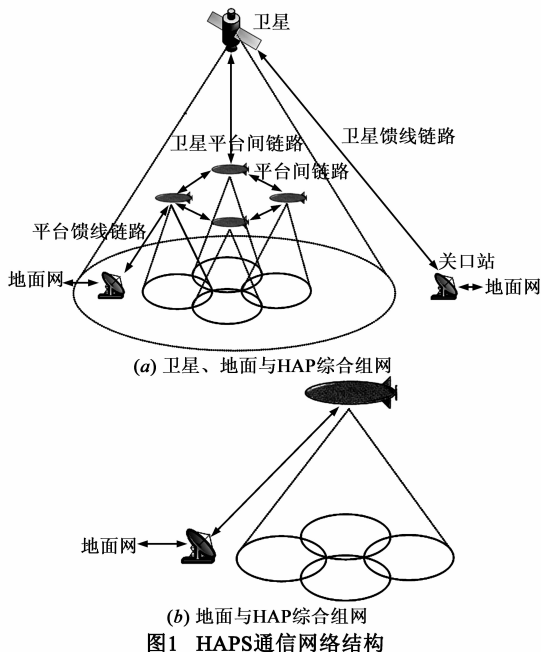 卫星
卫星馈线链路
卫星平台间链路
平台间链路
平台馈线链路
关口站
地面网
地面网
(a) 卫星、地面与HAP综合组网
地面网
(b) 地面与HAP综合组网
图1 HAPS通信网络结构